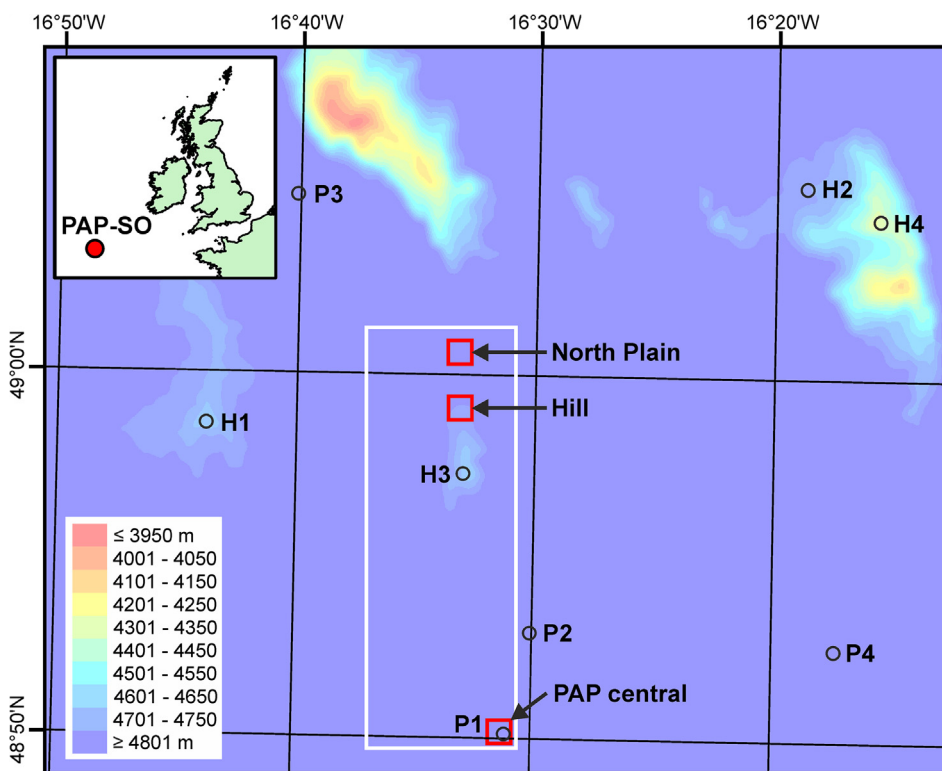 16°50'W
16°40'W
16°30'W
16°20'W
PAP-SO
P3
H2
H4
North Plain
49°00'N
Hill
H1
H3
≤ 3950 m
4001 - 4050
4101 - 4150
4201 - 4250
4301 - 4350
4401 - 4450
4501 - 4550
4601 - 4650
4701 - 4750
≥ 4801 m
P2
P4
PAP central
P1
48°50'N